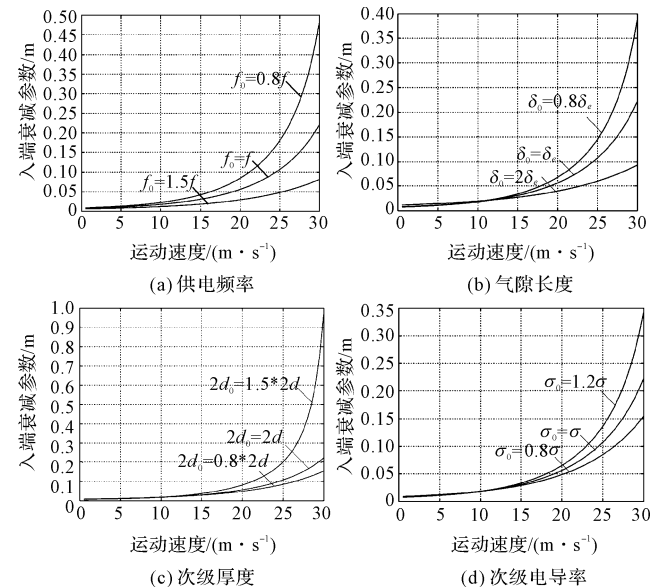 0.50
0.45
0.40
0.35
0.30
0.25
0.20
0.15
0.10
0.05
0
5
10
15
20
25
30
入端衰减参数/m
f₀=0.8f
f₀=f
f₀=1.5f
运动速度/(m·s⁻¹)
(a) 供电频率
0.40
0.35
0.30
0.25
0.20
0.15
0.10
0.05
0
0
5
10
15
20
25
30
入端衰减参数/m
δ₀=0.8δₑ
δ₀=δₑ
δ₀=2δₑ
运动速度/(m·s⁻¹)
(b) 气隙长度
1.0
0.9
0.8
0.7
0.6
0.5
0.4
0.3
0.2
0.1
0
0
5
10
15
20
25
30
入端衰减参数/m
2d₀=1.5*2d
2d₀=2d
2d₀=0.8*2d
运动速度/(m·s⁻¹)
(c) 次级厚度
0.35
0.30
0.25
0.20
0.15
0.10
0.05
0
0
5
10
15
20
25
30
入端衰减参数/m
σ₀=1.2σ
σ₀=σ
σ₀=0.8σ
运动速度/(m·s⁻¹)
(d) 次级电导率